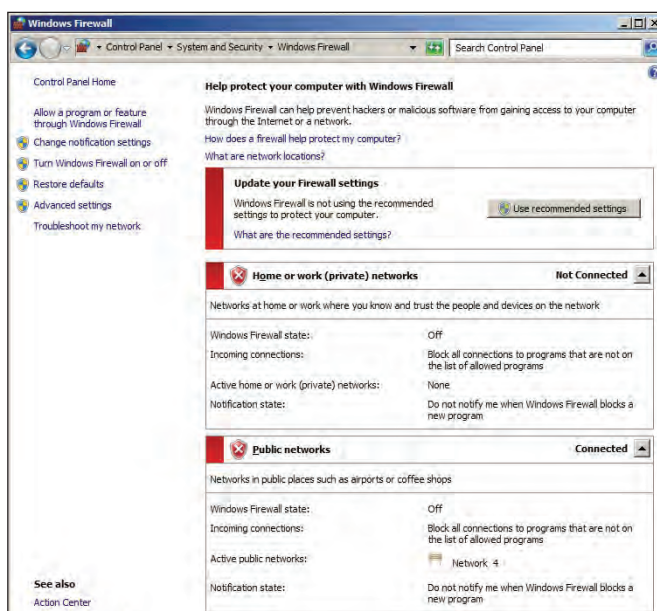 Windows Firewall
Control Panel System and Security Windows Firewall
Search Control Panel
Control Panel Home
Allow a program or feature
through Windows Firewall
Change notification settings
Turn Windows Firewall on or off
Restore defaults
Advanced settings
Troubleshoot my network
See also
Action Center
Help protect your computer with Windows Firewall
Windows Firewall can help prevent hackers or malicious software from gaining access to your computer
through the Internet or a network.
How does a firewall help protect my computer?
What are network locations?
Update your Firewall settings
Windows Firewall is not using the recommended
settings to protect your computer.
Use recommended settings
What are the recommended settings?
Home or work (private) networks Not Connected
Networks at home or work where you know and trust the people and devices on the network
Windows Firewall state: Off
Incoming connections: Block all connections to programs that are not on
the list of allowed programs
Active home or work (private) networks: None
Notification state: Do not notify me when Windows Firewall blocks a
new program
Public networks Connected
Networks in public places such as airports or coffee shops
Windows Firewall state: Off
Incoming connections: Block all connections to programs that are not on
the list of allowed programs
Active public networks: Network 4
Notification state: Do not notify me when Windows Firewall blocks a
new program